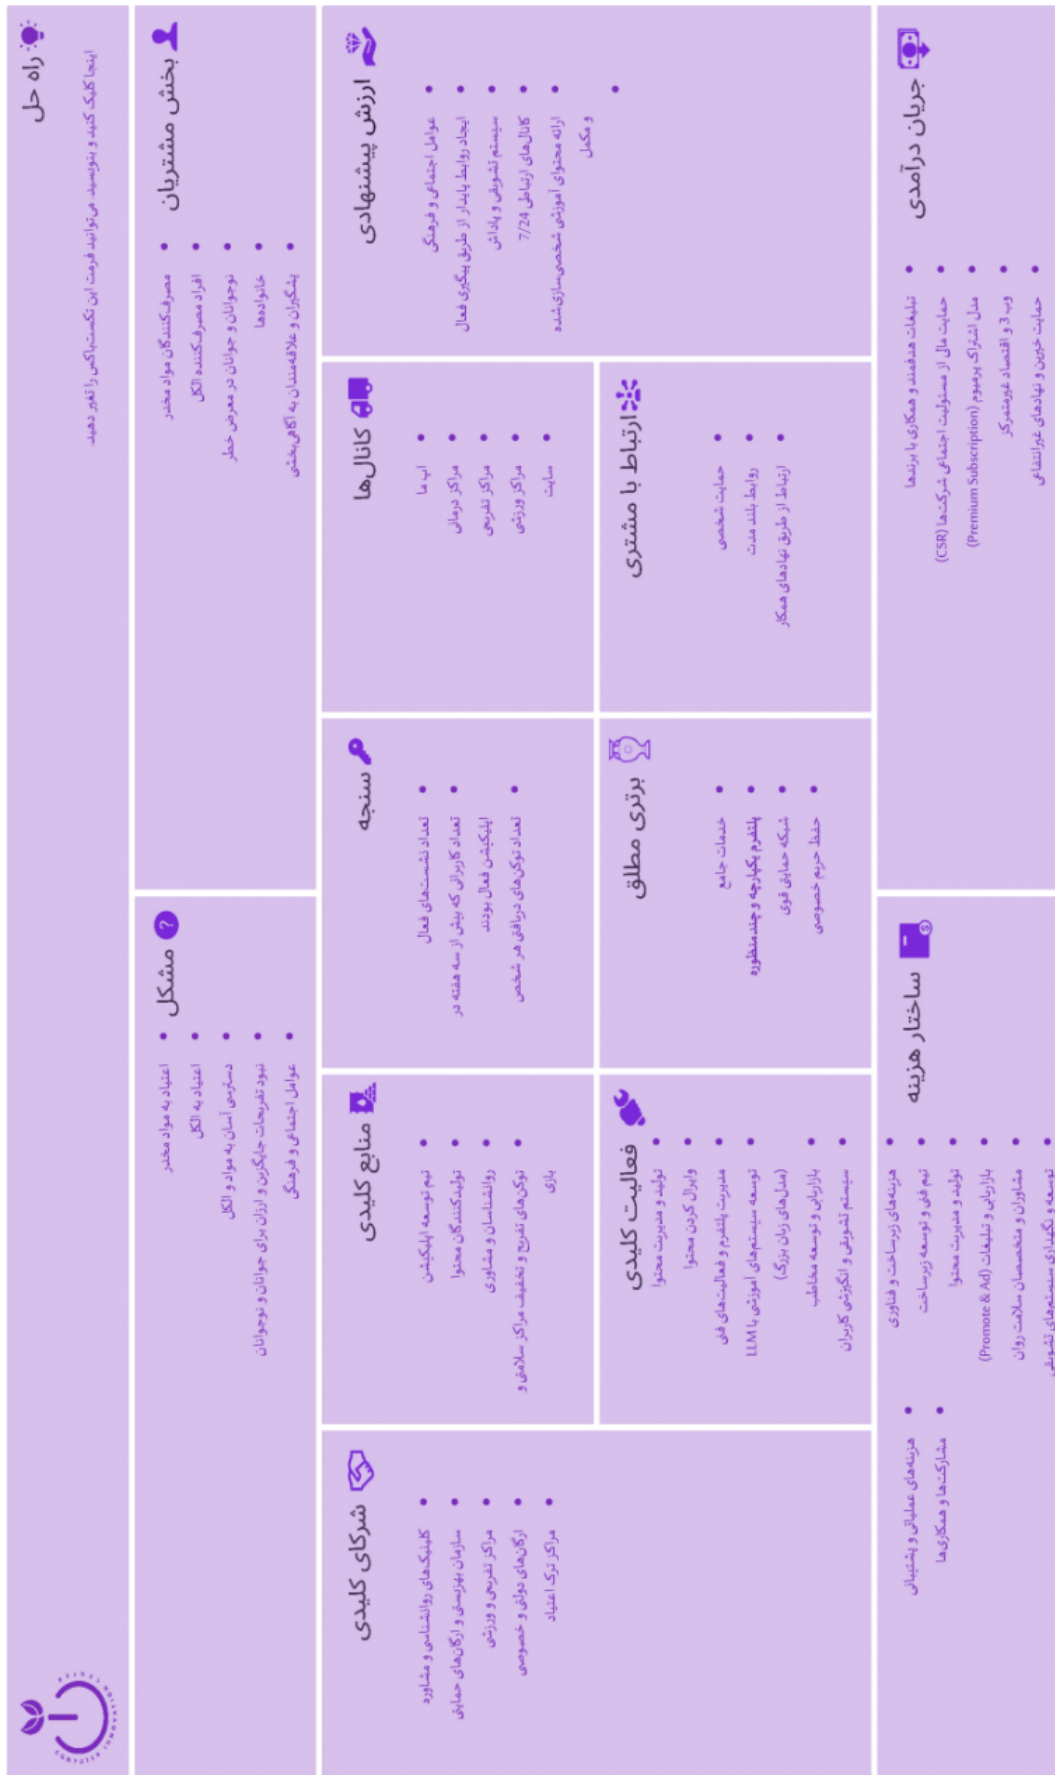 راه حل
اینجا کلیک کنید و بنویسید. می‌توانید فرمت این تکست‌باکس را تغیر دهید.
بخش مشتریان
مصرف‌کنندگان مواد مخدر
افراد مصرف‌کننده الکل
خانواده‌ها
نوجوانان و جوانان در معرض خطر
پشگیران و علاقه‌مندان به آگاهی‌بخشی
مشکل
اعتیاد به مواد مخدر
اعتیاد به الکل
دسترسی آسان به مواد و الکل
نبود تفریحات جایگزین و ارزان برای جوانان و نوجوانان
عوامل اجتماعی و فرهنگی
ارزش پیشنهادی
عوامل اجتماعی و فرهنگی
ایجاد روابط پایدار از طریق پیگیری فعال
سیستم تشویقی و پاداش
کانال‌های ارتباطی 7/24
ارائه محتوای آموزشی شخصی‌سازی‌شده
و مکمل
کانال‌ها
اپ ما
مراکز درمانی
مراکز تفریحی
مراکز ورزشی
سایت
ارتباط با مشتری
حمایت شخصی
روابط بلند مدت
ارتباط از طریق نهادهای همکار
سنجه
تعداد نشست‌های فعال
تعداد کاربرانی که بیش از سه هفته در
اپلیکیشن فعال بودند
تعداد توکن‌های دریافتی هر شخص
برتری مطلق
خدمات جامع
پلتفرم یکپارچه و چندمنظوره
شبکه حمایتی قوی
حفظ حریم خصوصی
منابع کلیدی
تیم توسعه اپلیکیشن
تولیدکنندگان محتوا
روانشناسان و مشاوری
توکن‌های تفریح و تخفیف مراکز سلامتی و
بازی
فعالیت کلیدی
تولید و مدیریت محتوا
وایرال کردن محتوا
مدیریت پلتفرم و فعالیت‌های فنی
توسعه سیستم‌های آموزشی با LLM
(مدل‌های زبان بزرگ)
بازاریابی و توسعه مخاطب
سیستم تشویقی و انگیزشی کاربران
شرکای کلیدی
کلینیک‌های روانشناسی و مشاوره
سازمان بهزیستی و ارگان‌های حمایتی
مراکز تفریحی و ورزشی
ارگان‌های دولتی و خصوصی
مراکز ترک اعتیاد
جریان درآمدی
تبلیغات هدفمند و همکاری با برندها
حمایت مالی از مسئولیت اجتماعی شرکت‌ها (CSR)
مدل اشتراک پرمیوم (Premium Subscription)
وب 3 و اقتصاد غیرمتمرکز
حمایت خیرین و نهادهای غیرانتفاعی
ساختار هزینه
هزینه‌های زیرساخت و فناوری
تیم فنی و توسعه زیرساخت
تولید و مدیریت محتوا
بازاریابی و تبلیغات (Promote & Ad)
مشاوران و متخصصان سلامت روان
توسعه و نگهداری سیستم‌های تشویقی
هزینه‌های عملیاتی و پشتیبانی
مشارکت‌ها و همکاری‌ها